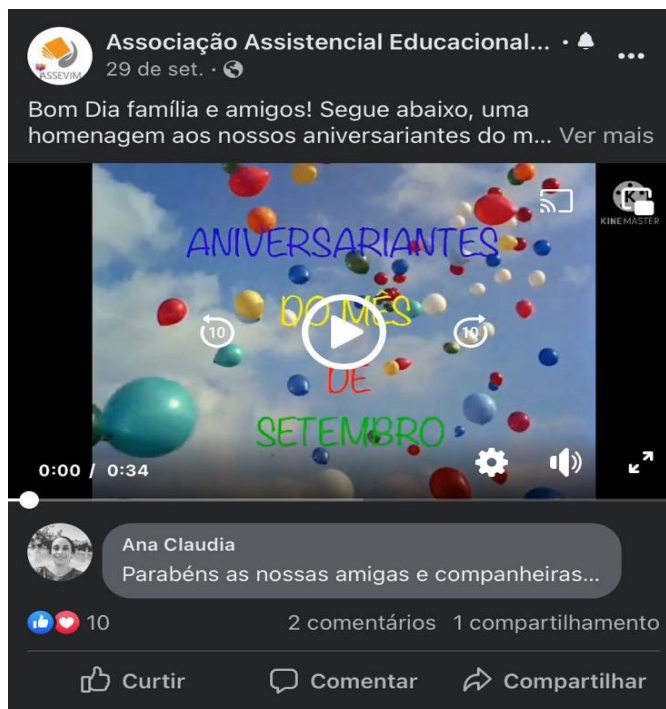 Associação Assistencial Educacional... ·
ASSEVIM
29 de set. ·
Bom Dia família e amigos! Segue abaixo, uma
homenagem aos nossos aniversariantes do m... Ver mais
K
KINEMASTER
ANIVERSARIANTES
DO MÊS
10
10
DE
SETEMBRO
0:00 / 0:34
Ana Claudia
Parabéns as nossas amigas e companheiras...
10
2 comentários 1 compartilhamento
Curtir Comentar Compartilhar